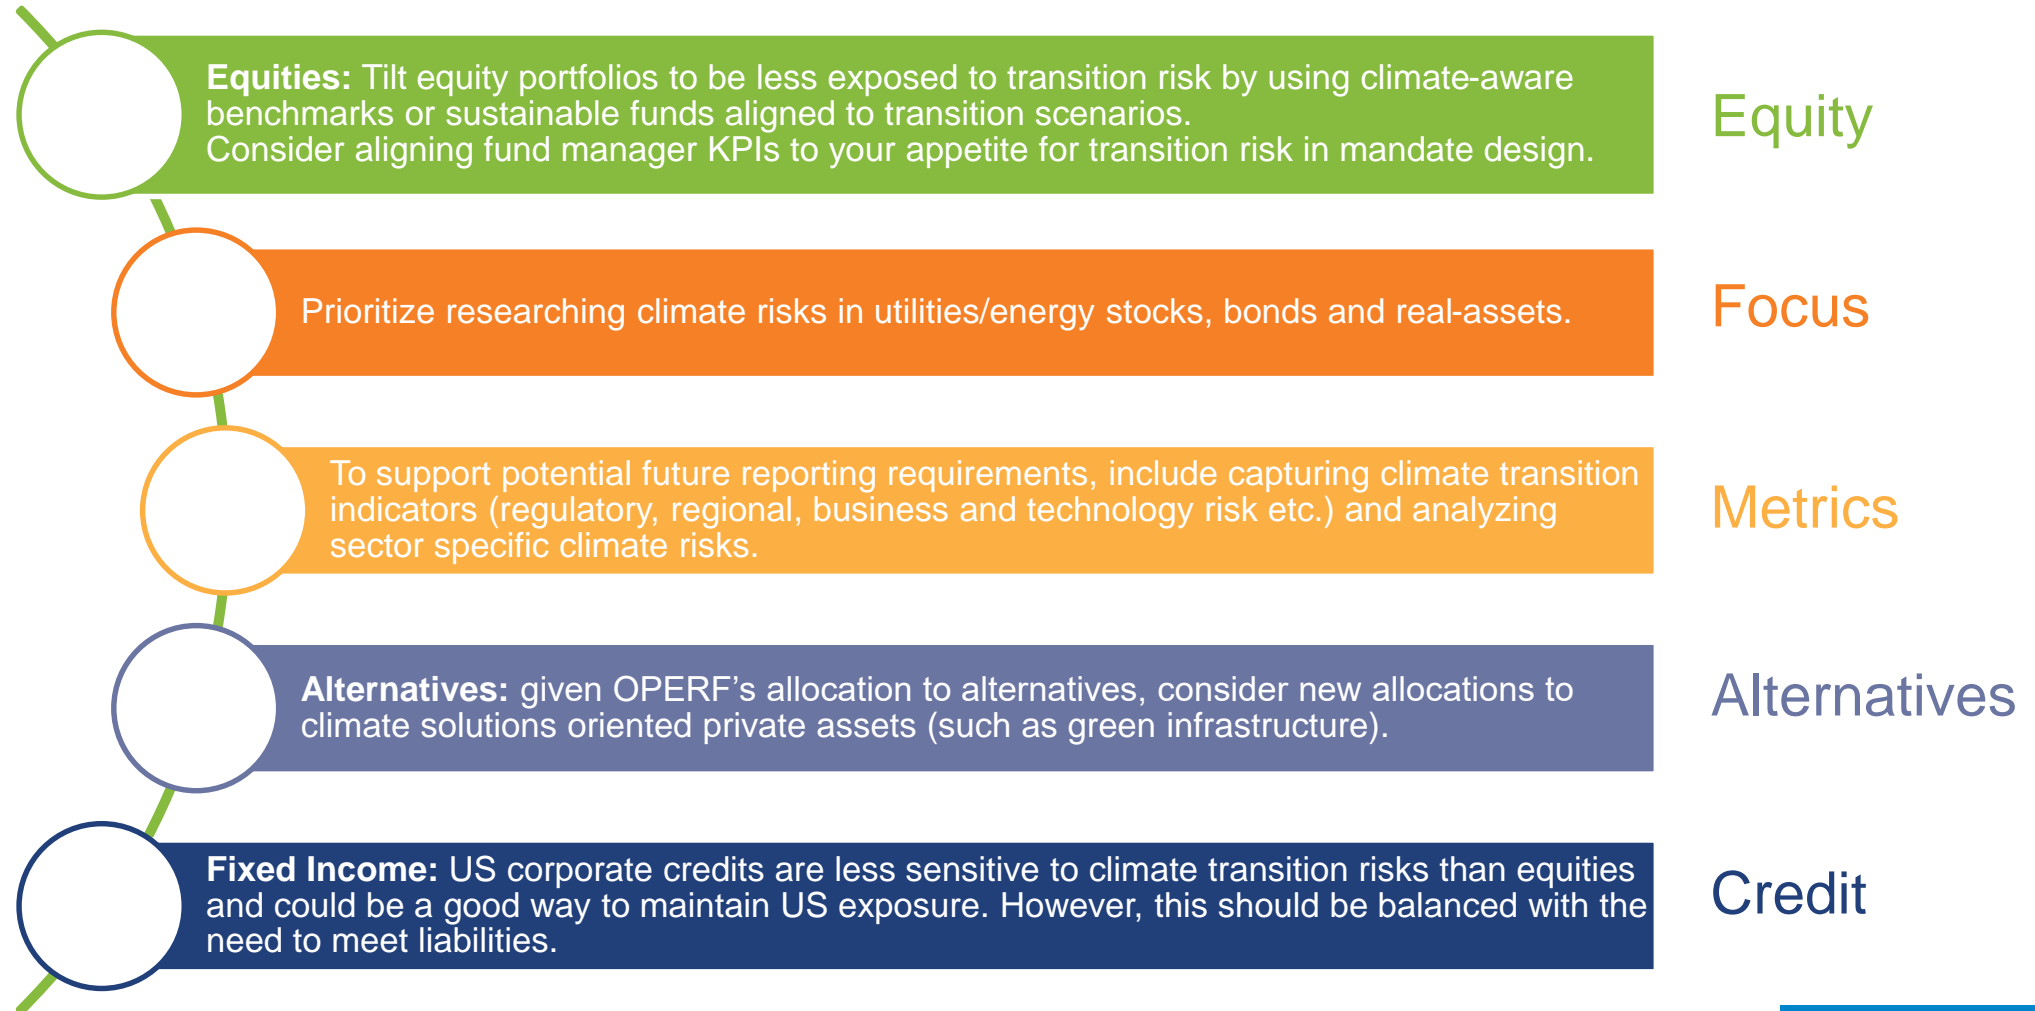 Equities: Tilt equity portfolios to be less exposed to transition risk by using climate-aware
benchmarks or sustainable funds aligned to transition scenarios.
Consider aligning fund manager KPIs to your appetite for transition risk in mandate design.
Equity
Prioritize researching climate risks in utilities/energy stocks, bonds and real-assets.
Focus
To support potential future reporting requirements, include capturing climate transition
indicators (regulatory, regional, business and technology risk etc.) and analyzing
sector specific climate risks.
Metrics
Alternatives: given OPERF’s allocation to alternatives, consider new allocations to
climate solutions oriented private assets (such as green infrastructure).
Alternatives
Fixed Income: US corporate credits are less sensitive to climate transition risks than equities
and could be a good way to maintain US exposure. However, this should be balanced with the
need to meet liabilities.
Credit